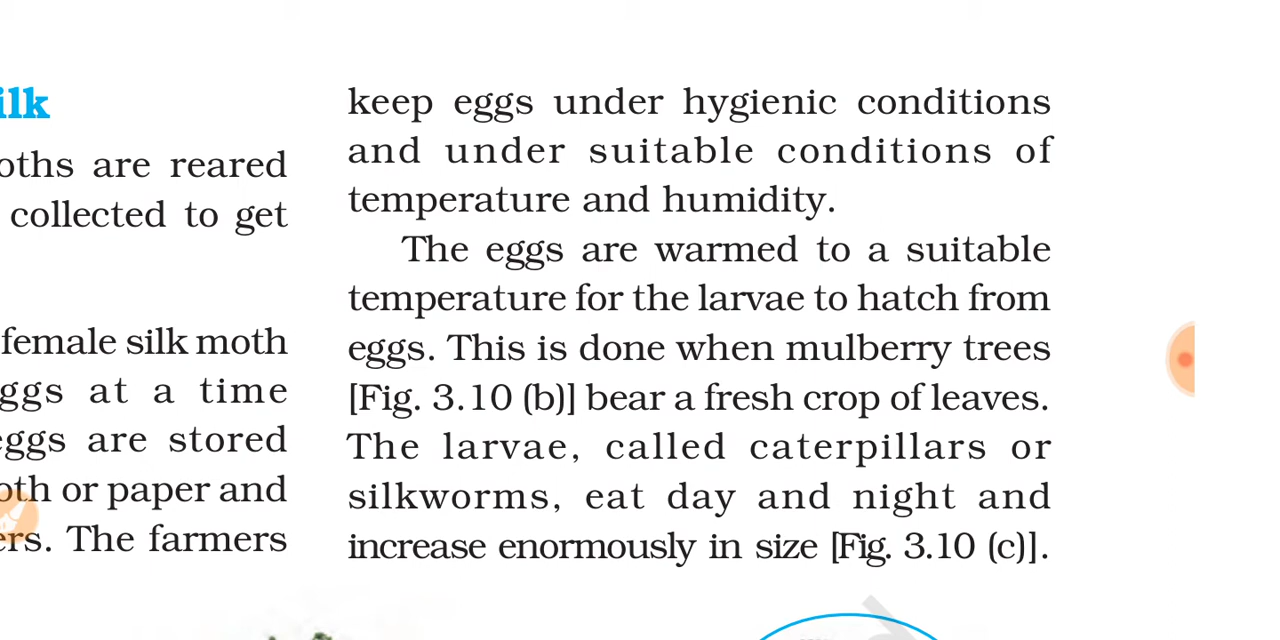 ilk
oths are reared
collected to get
female silk moth
ggs at a time
eggs are stored
oth or paper and
ers. The farmers
keep eggs under hygienic conditions
and under suitable conditions of
temperature and humidity.
The eggs are warmed to a suitable
temperature for the larvae to hatch from
eggs. This is done when mulberry trees
[Fig. 3.10 (b)] bear a fresh crop of leaves.
The larvae, called caterpillars or
silkworms, eat day and night and
increase enormously in size [Fig. 3.10 (c)].